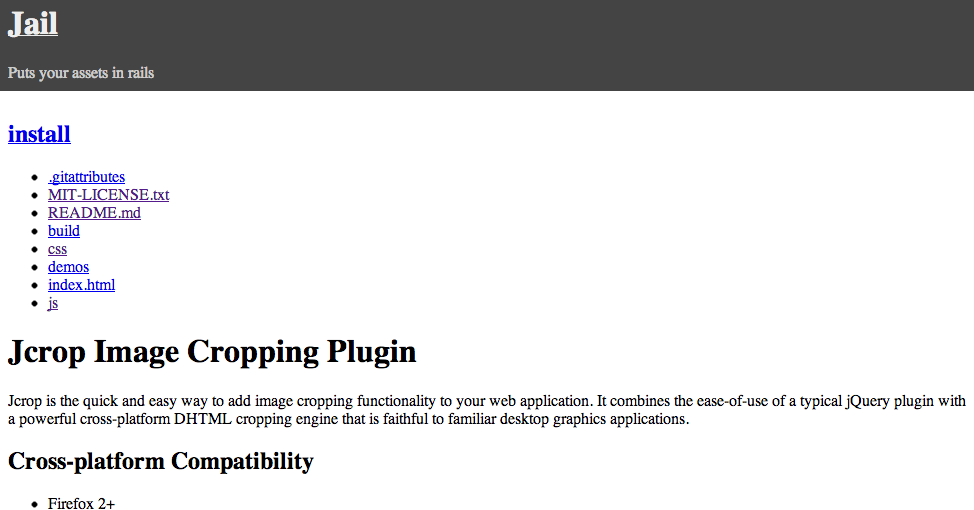 Jail
Puts your assets in rails
install
.gitattributes
MIT-LICENSE.txt
README.md
build
css
demos
index.html
js
Jcrop Image Cropping Plugin
Jcrop is the quick and easy way to add image cropping functionality to your web application. It combines the ease-of-use of a typical jQuery plugin with
a powerful cross-platform DHTML cropping engine that is faithful to familiar desktop graphics applications.
Cross-platform Compatibility
Firefox 2+